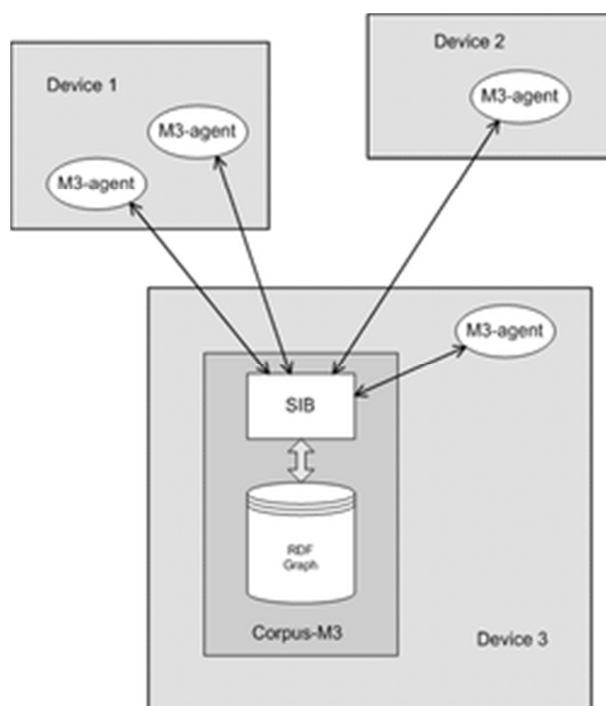 Device 1
M3-agent
M3-agent
Device 2
M3-agent
M3-agent
SIB
RDF
Graph
Corpus-M3
Device 3